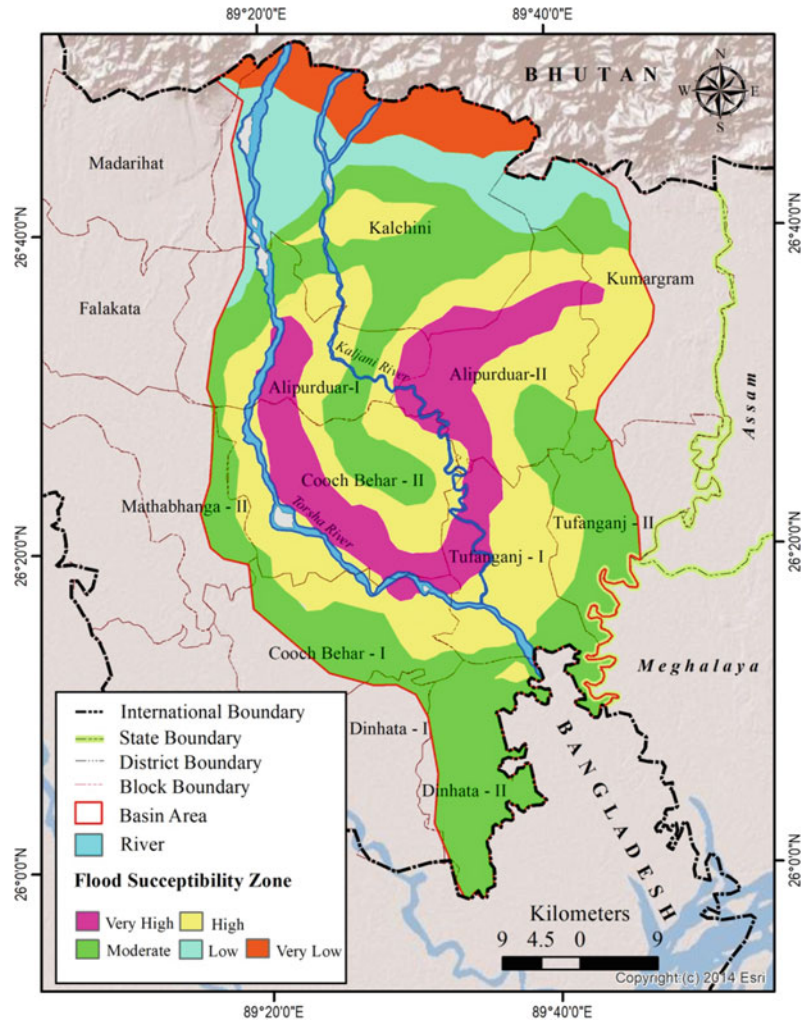 89°20'0"E
89°40'0"E
BHUTAN
N
W
E
S
Madarihat
26°40'0"N
Kalchini
26°40'0"N
Kumargram
Falakata
Kaljani River
Alipurduar-I
Alipurduar-II
Assam
Cooch Behar - II
Mathabhanga - II
Torsha River
Tufanganj - II
26°20'0"N
Tufanganj - I
26°20'0"N
Cooch Behar - I
Meghalaya
Dinhata - I
BANGLADESH
Dinhata - II
26°0'0"N
26°0'0"N
International Boundary
State Boundary
District Boundary
Block Boundary
Basin Area
River
Flood Succeptibility Zone
Very High
High
Moderate
Low
Very Low
Kilometers
9 4.5 0 9
Copyright:(c) 2014 Esri
89°20'0"E
89°40'0"E